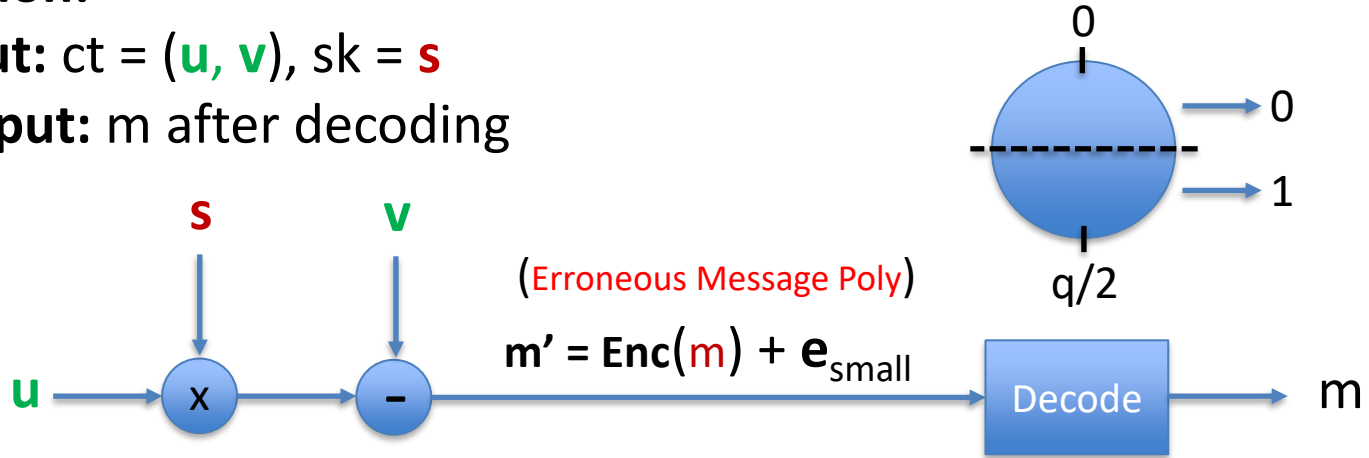 ut: ct = (u, v), sk = s
put: m after decoding
0
0
1
q/2
s
v
(Erroneous Message Poly)
m' = Enc(m) + e_small
u
x
-
Decode
m